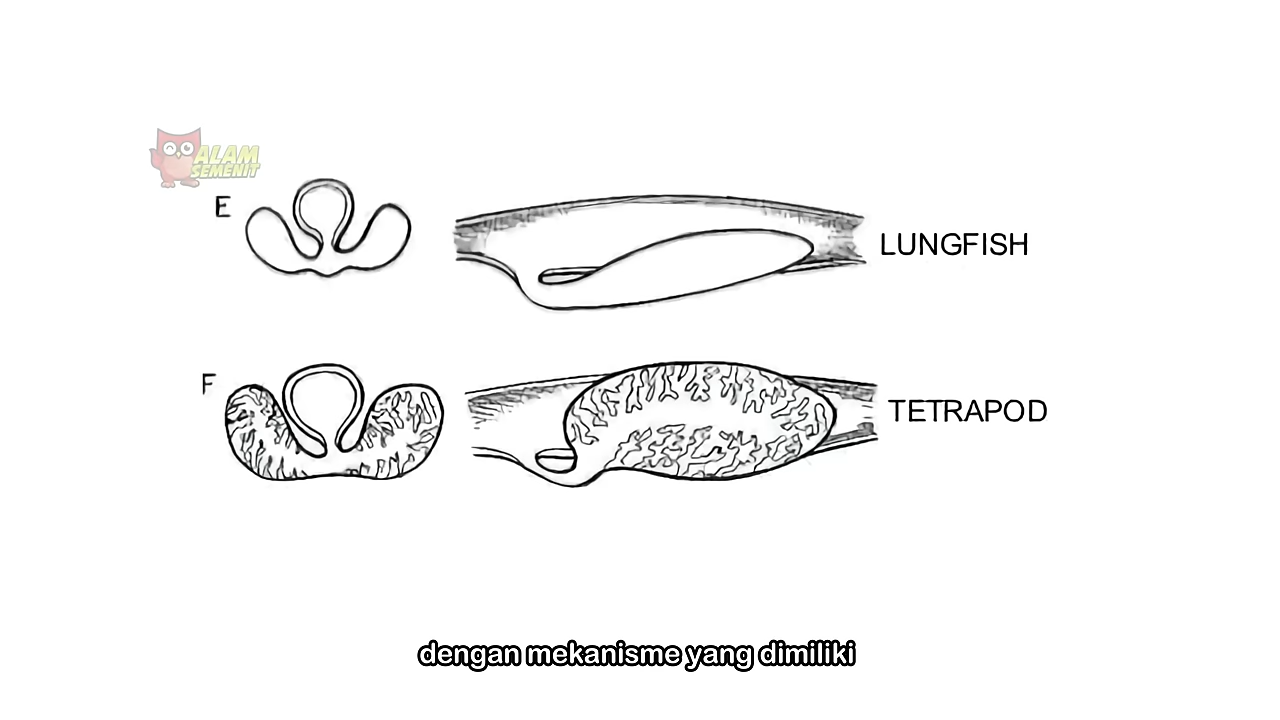 ALAM
SEMENIT
E
LUNGFISH
F
TETRAPOD
dengan mekanisme yang dimiliki